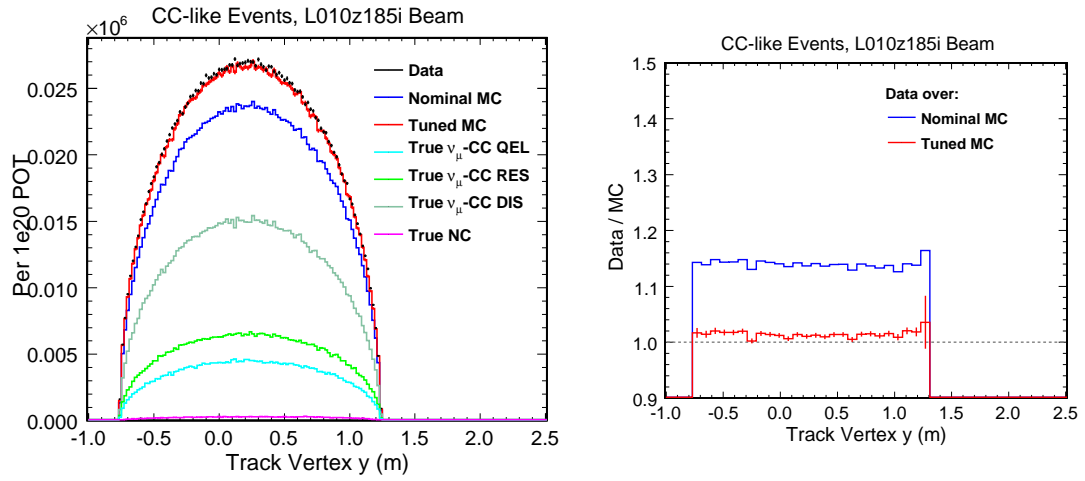 CC-like Events, L010z185i Beam
×10⁶
Per 1e20 POT
0.025
0.020
0.015
0.010
0.005
0.000
Data
Nominal MC
Tuned MC
True νμ-CC QEL
True νμ-CC RES
True νμ-CC DIS
True NC
-1.0 -0.5 0.0 0.5 1.0 1.5 2.0 2.5
Track Vertex y (m)
CC-like Events, L010z185i Beam
Data / MC
1.5
1.4
1.3
1.2
1.1
1.0
0.9
Data over:
Nominal MC
Tuned MC
-1.0 -0.5 0.0 0.5 1.0 1.5 2.0 2.5
Track Vertex y (m)